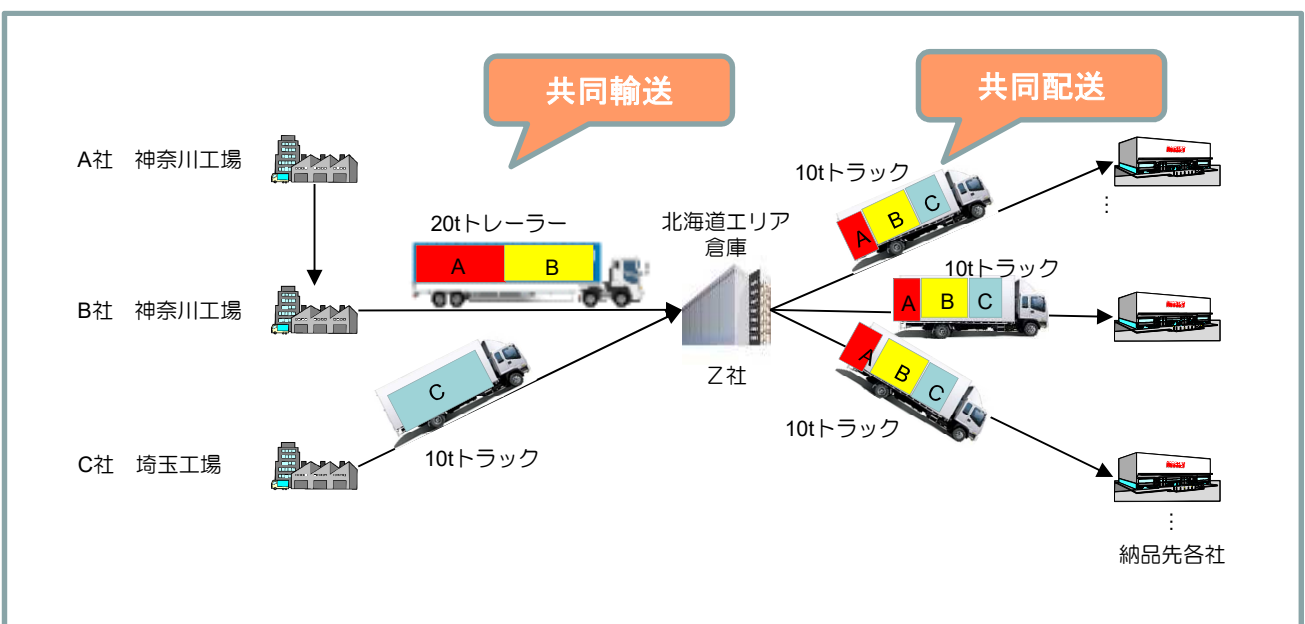 共同輸送
共同配送
A社 神奈川工場
10tトラック
⋮
20tトレーラー
A
B
北海道エリア
倉庫
A
B
C
10tトラック
B社 神奈川工場
A
B
C
Z社
A
B
C
C
10tトラック
10tトラック
C社 埼玉工場
⋮
納品先各社